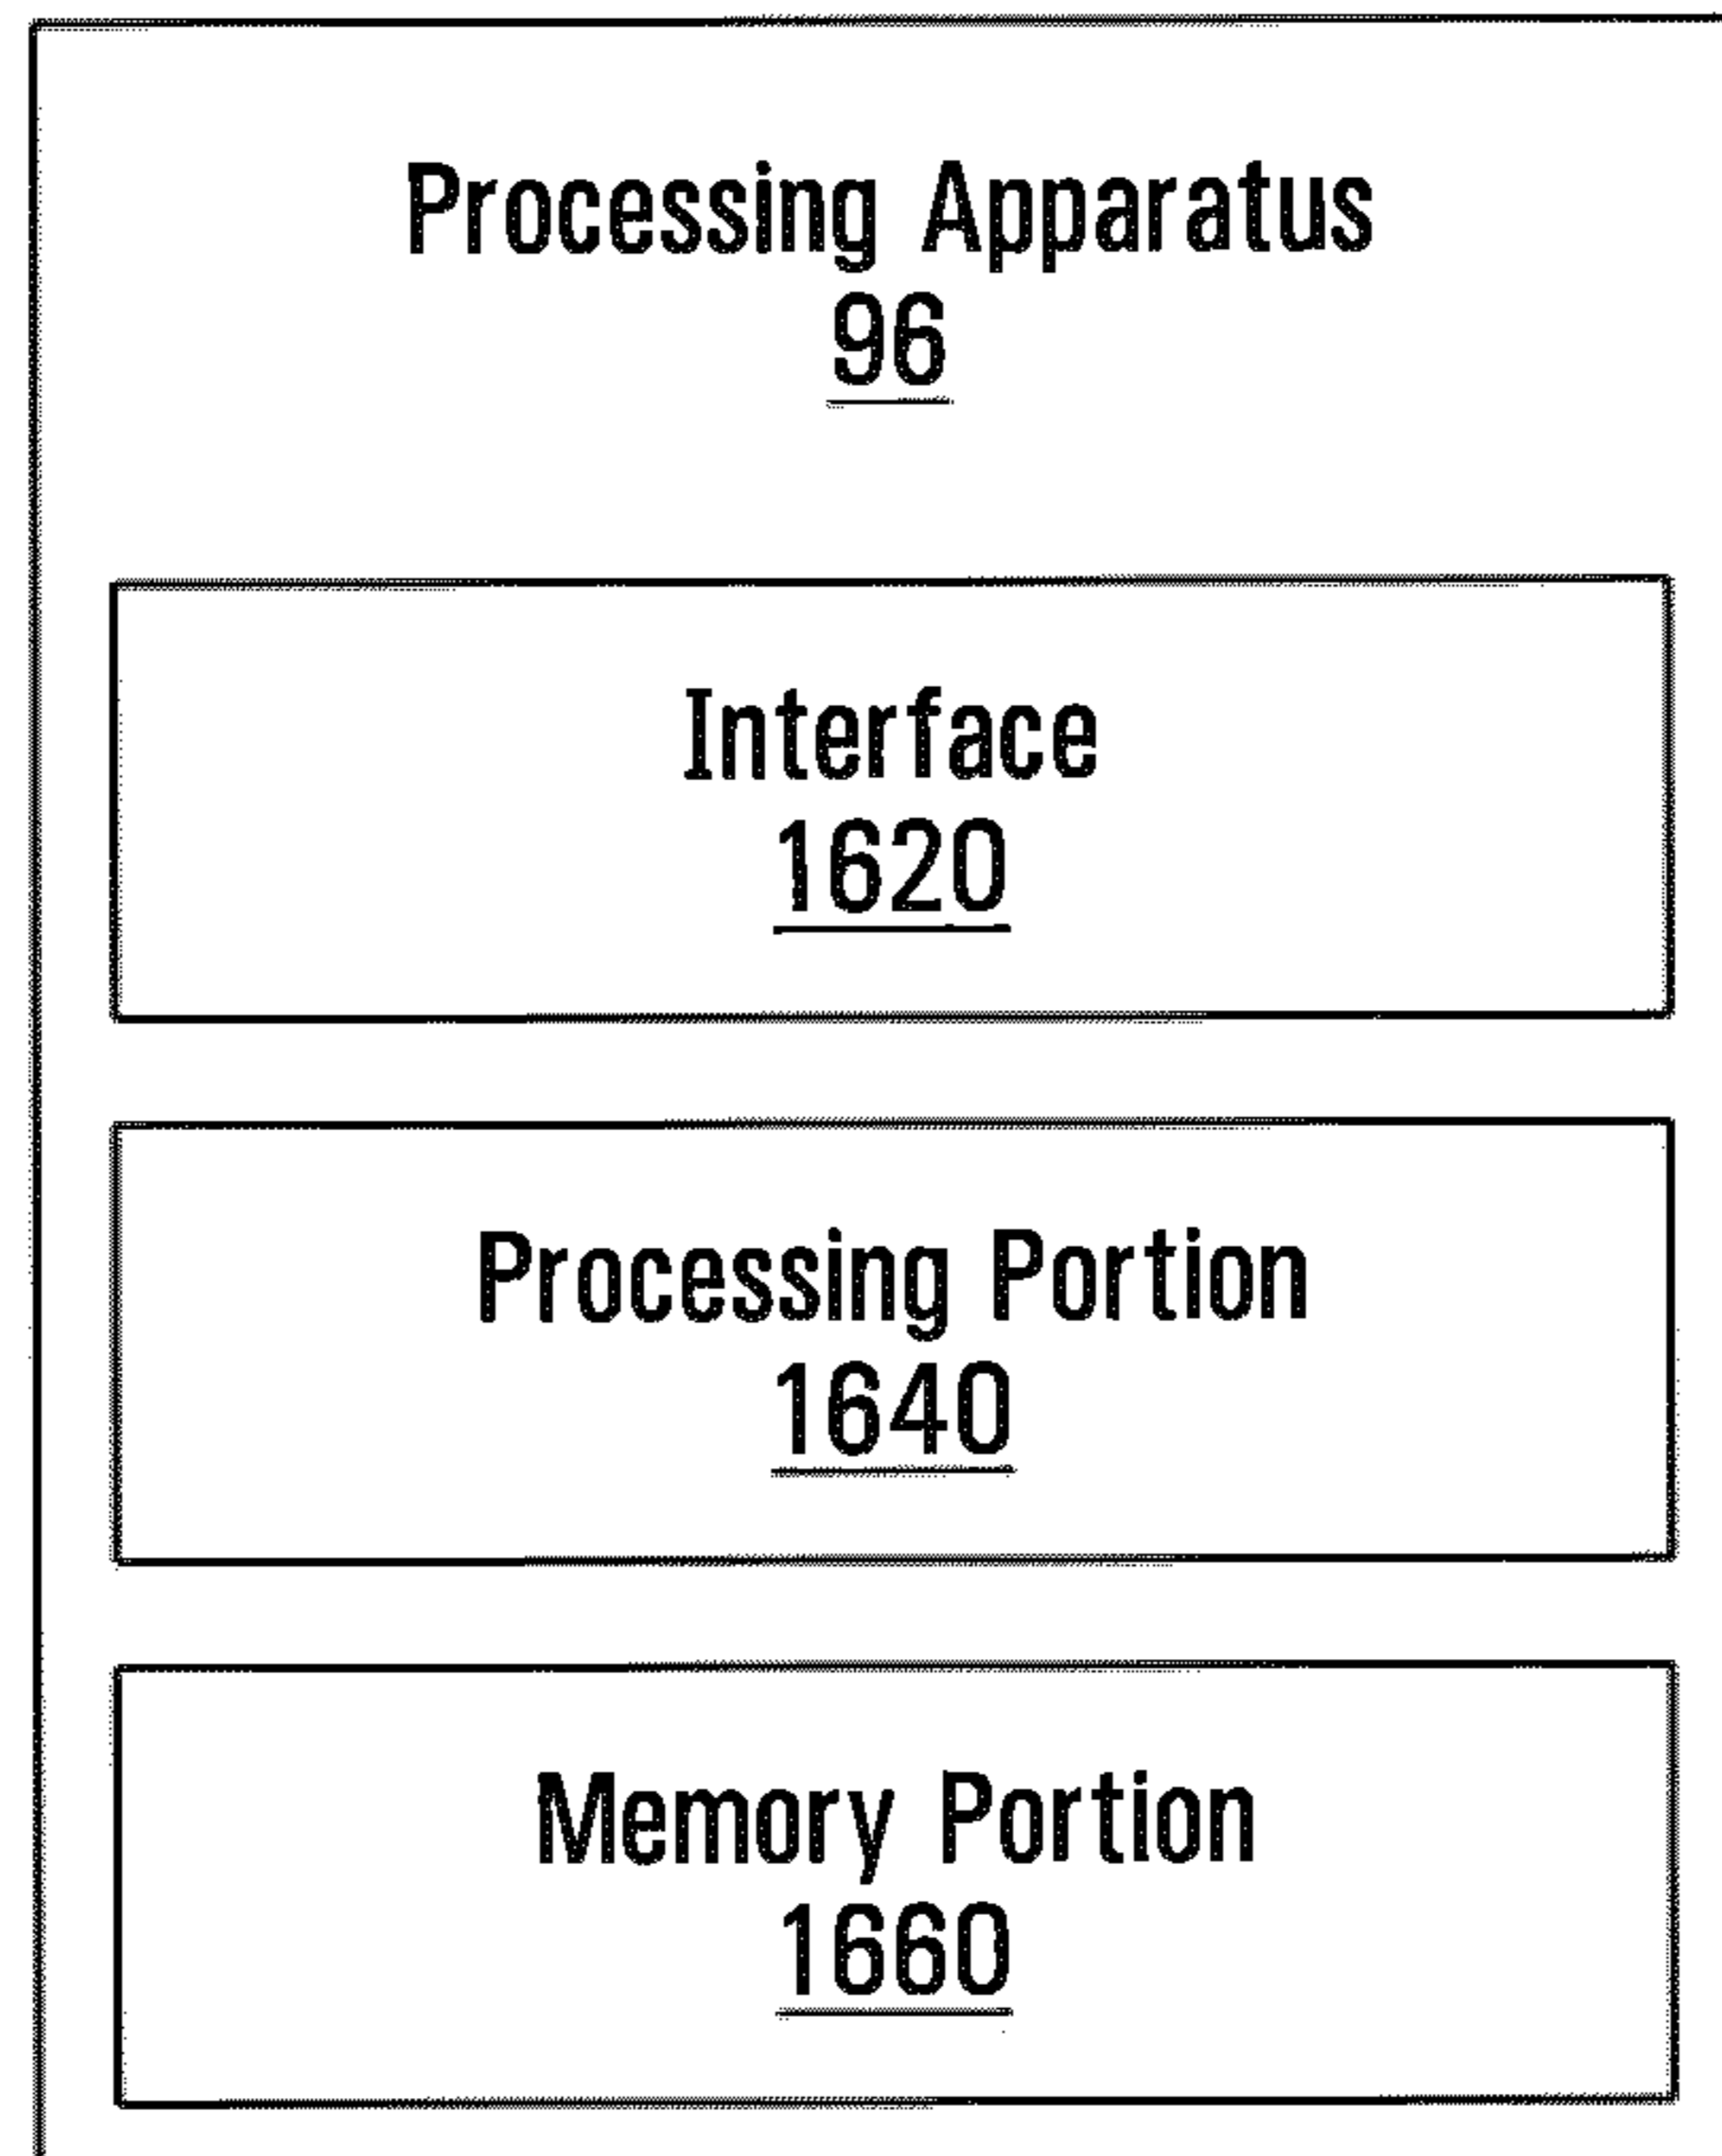 Processing Apparatus
96
Interface
1620
Processing Portion
1640
Memory Portion
1660